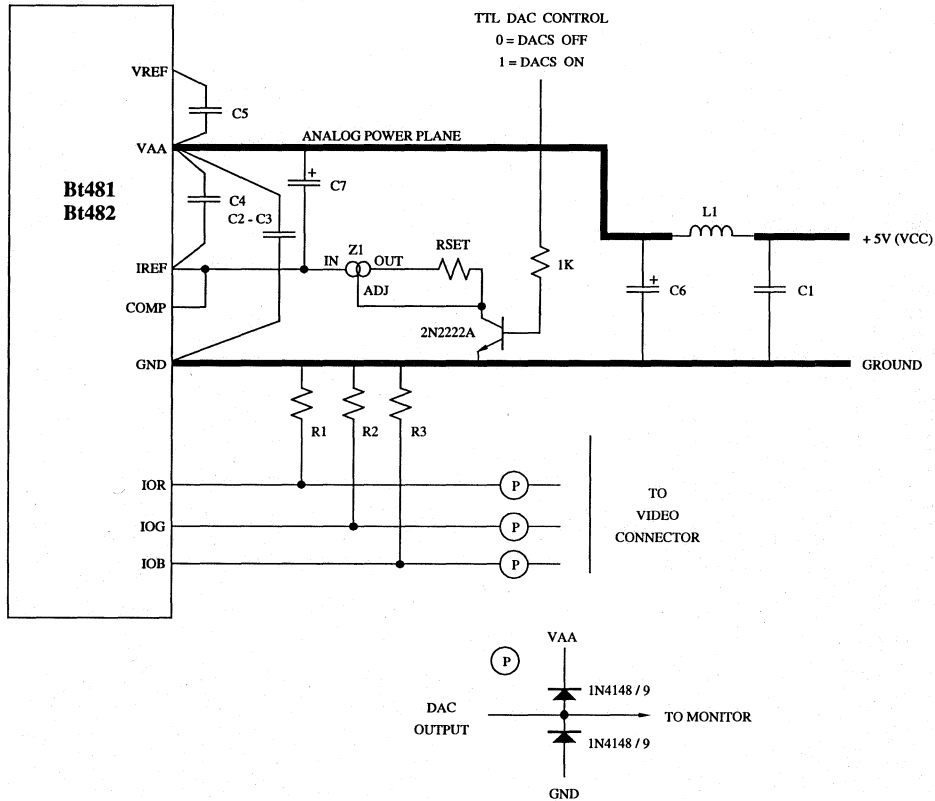 TTL DAC CONTROL
0 = DACS OFF
1 = DACS ON
VREF
C5
ANALOG POWER PLANE
VAA
+
C7
Bt481
Bt482
C4
C2 - C3
L1
+ 5V (VCC)
Z1
RSET
IREF
IN
OUT
1K
ADJ
+
C6
C1
COMP
2N2222A
GND
GROUND
R1
R2
R3
IOR
P
TO
VIDEO
CONNECTOR
IOG
P
IOB
P
VAA
P
1N4148 / 9
DAC
OUTPUT
TO MONITOR
1N4148 / 9
GND